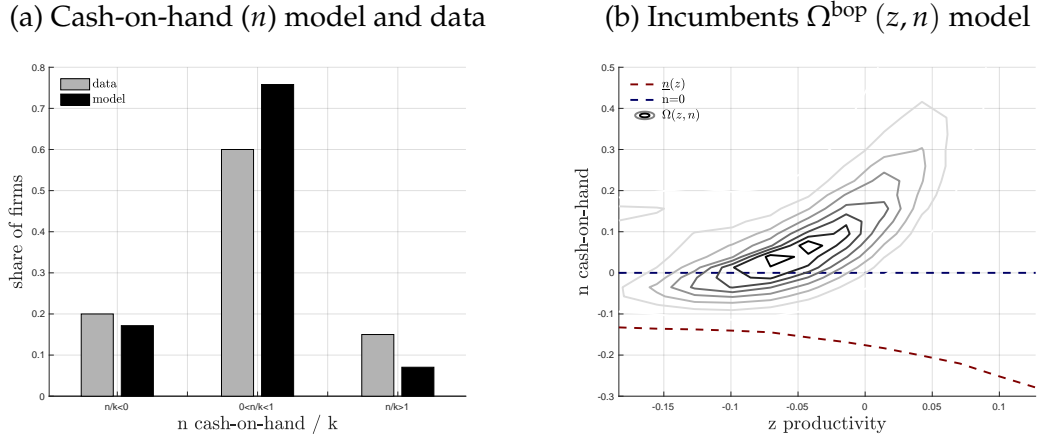 (a) Cash-on-hand (n) model and data
0.8
0.7
0.6
0.5
0.4
0.3
0.2
0.1
0
share of firms
data
model
n/k<0
0<n/k<1
n/k>1
n cash-on-hand / k
(b) Incumbents Ω^bop (z, n) model
0.5
0.4
0.3
0.2
0.1
0
-0.1
-0.2
-0.3
n cash-on-hand
n(z)
n=0
Ω(z, n)
-0.15
-0.1
-0.05
0
0.05
0.1
z productivity